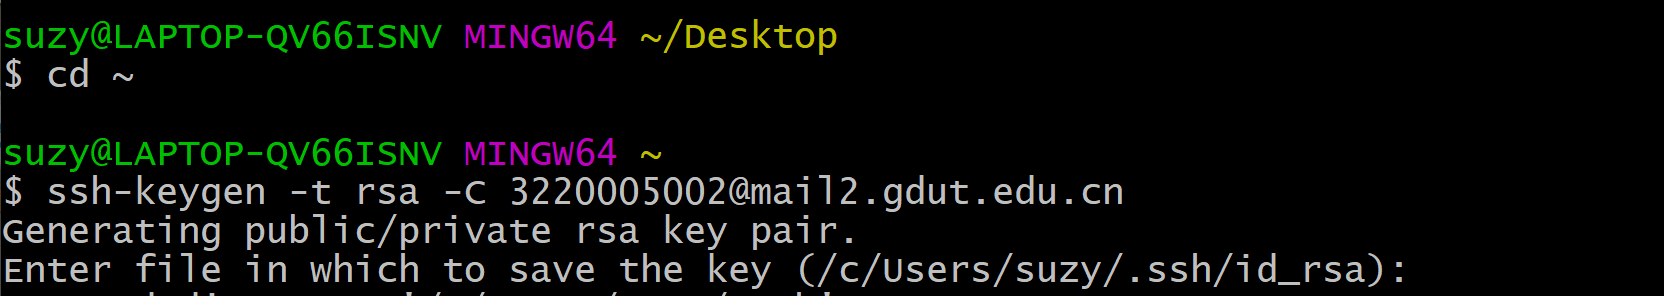 suzy@LAPTOP-QV66ISNV MINGW64 ~/Desktop
$ cd ~
suzy@LAPTOP-QV66ISNV MINGW64 ~
$ ssh-keygen -t rsa -C 3220005002@mail2.gdut.edu.cn
Generating public/private rsa key pair.
Enter file in which to save the key (/c/Users/suzy/.ssh/id_rsa):